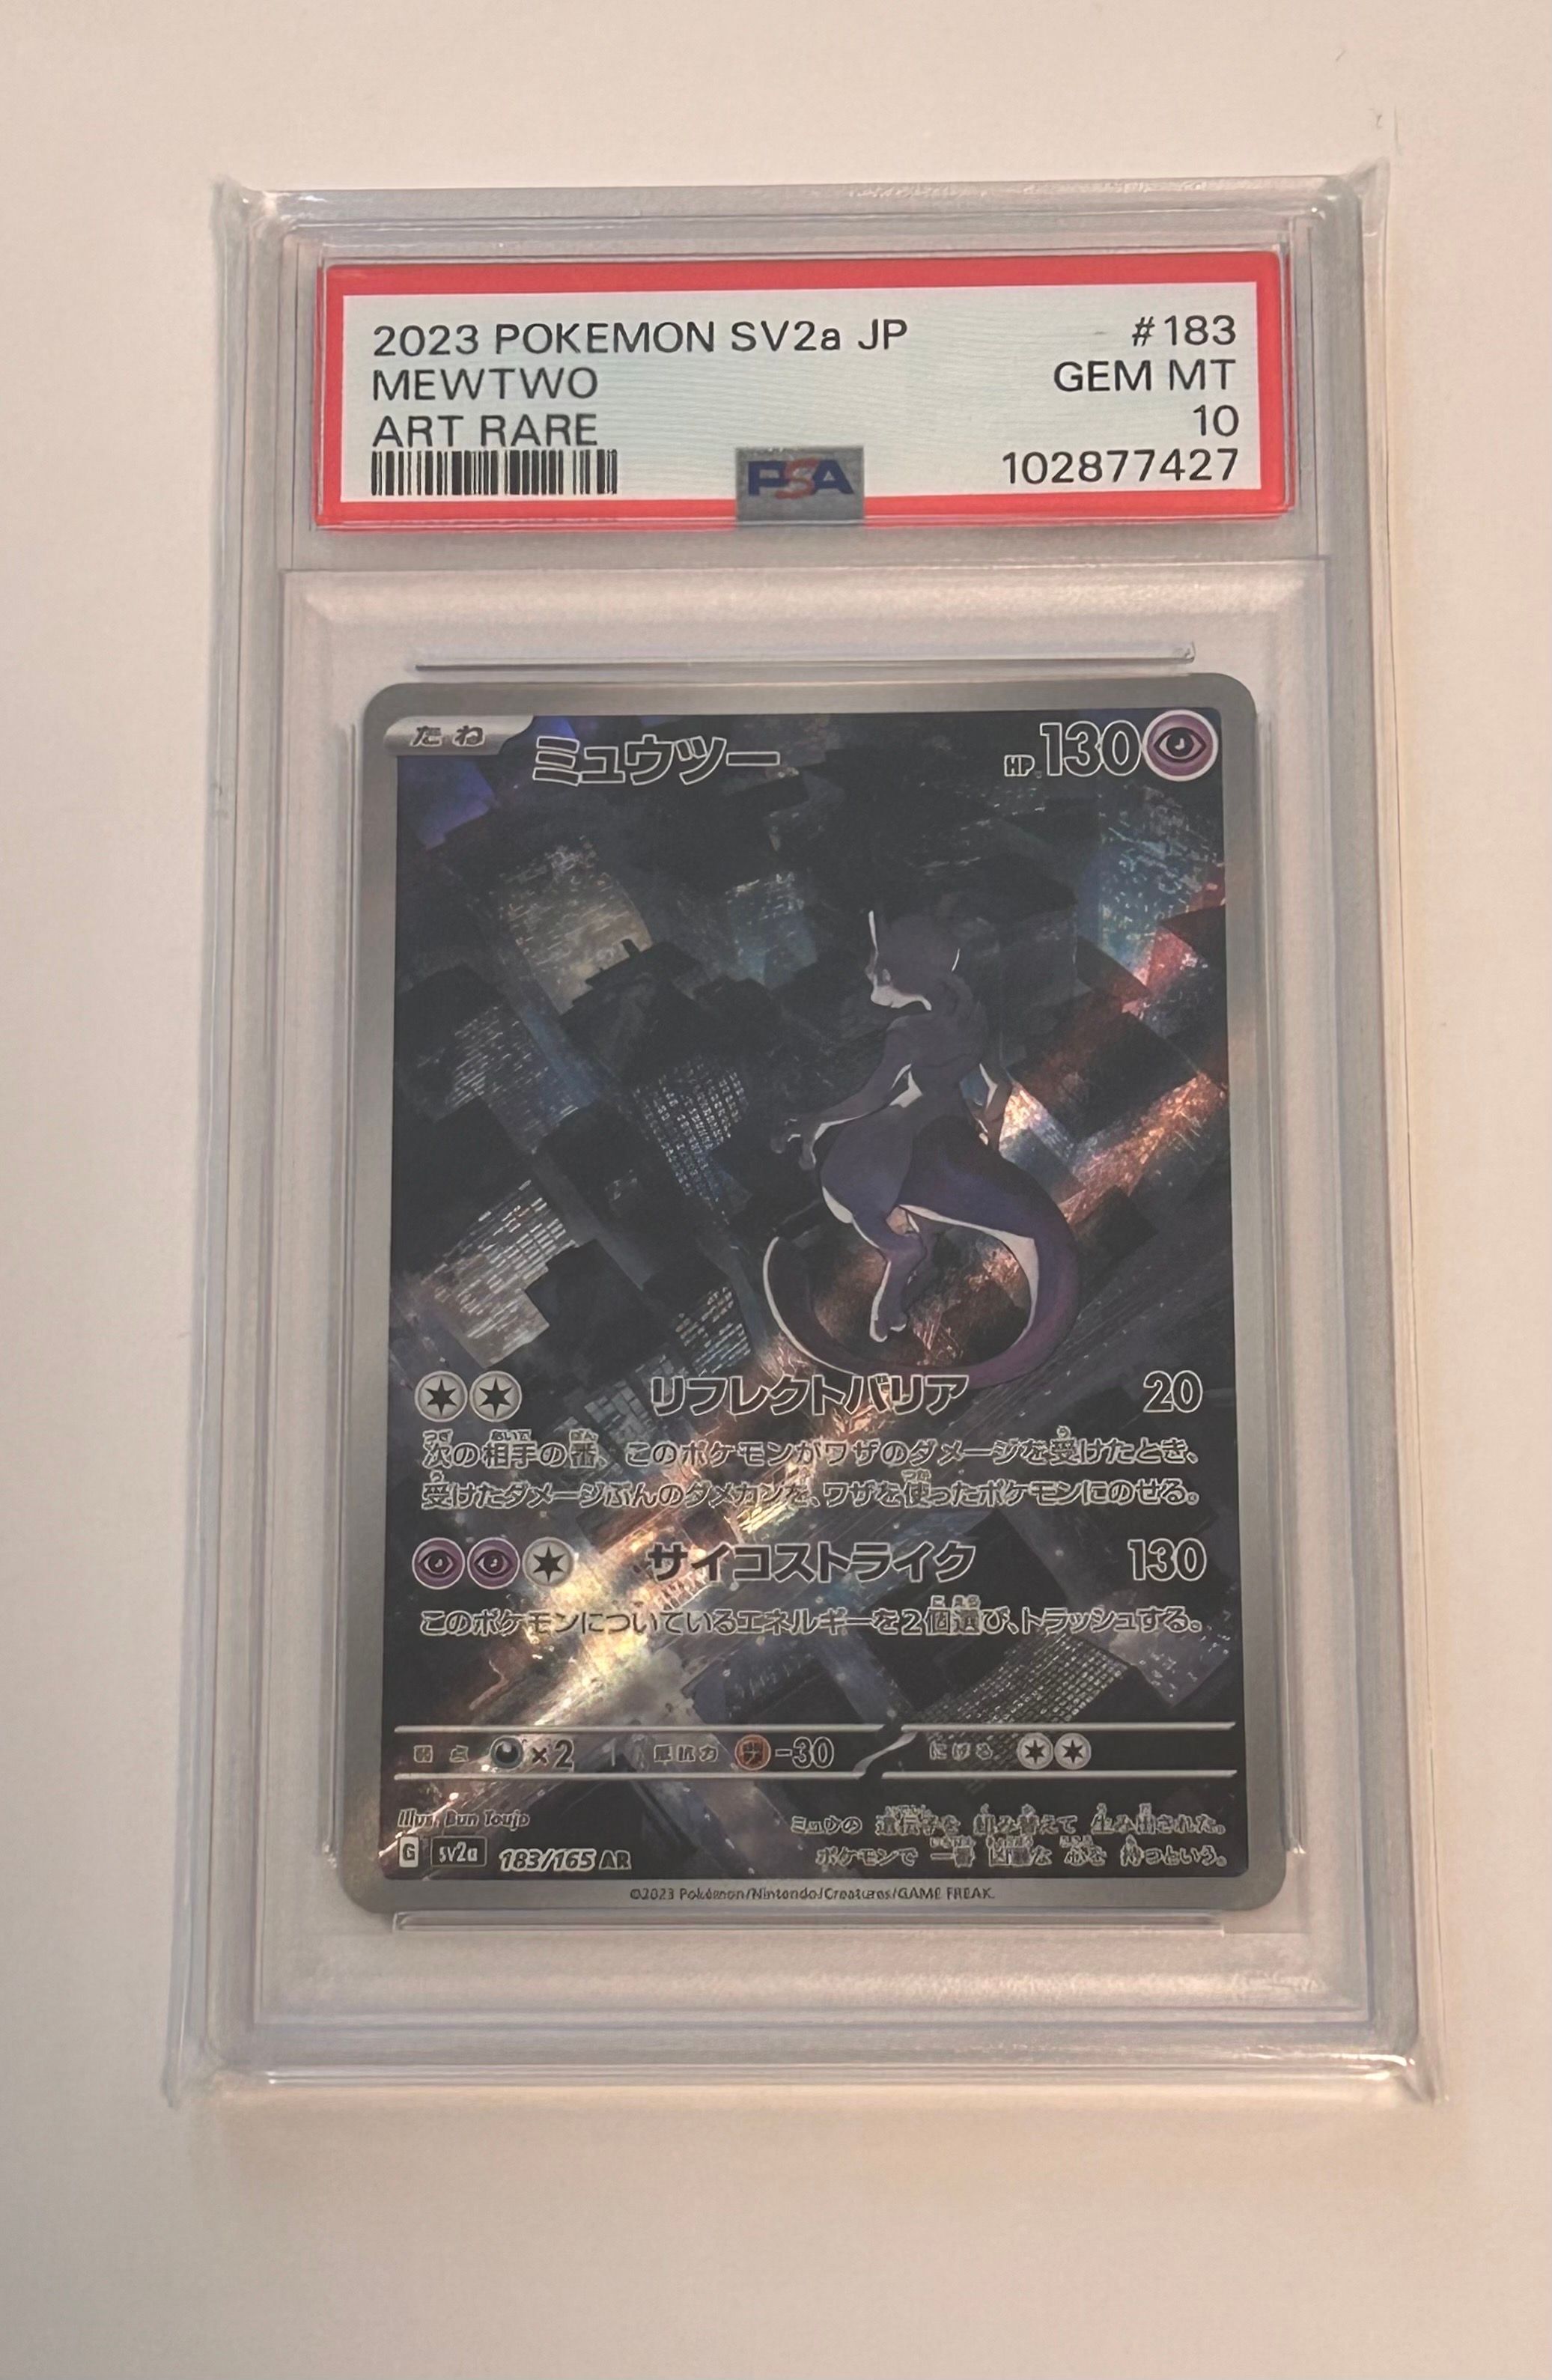 2023 POKEMON SV2a JP #183
MEWTWO GEM MT
ART RARE 10
PSA 102877427
たね ミュウツー HP 130
リフレクトバリア 20
次の相手の番、このポケモンがワザのダメージを受けたとき、
受けたダメージぶんのダメカンを、ワザを使ったポケモンにのせる。
サイコストライク 130
このポケモンについているエネルギーを2個選び、トラッシュする。
弱点 ×2 抵抗力 -30 にげる
Illus. Bun Toujo ミュウの 遺伝子を 組み替えて 生み出された。
G sv2a 183/165 AR ポケモンで 一番 凶暴な 心を 持つという。
©2023 Pokémon/Nintendo/Creatures/GAME FREAK.